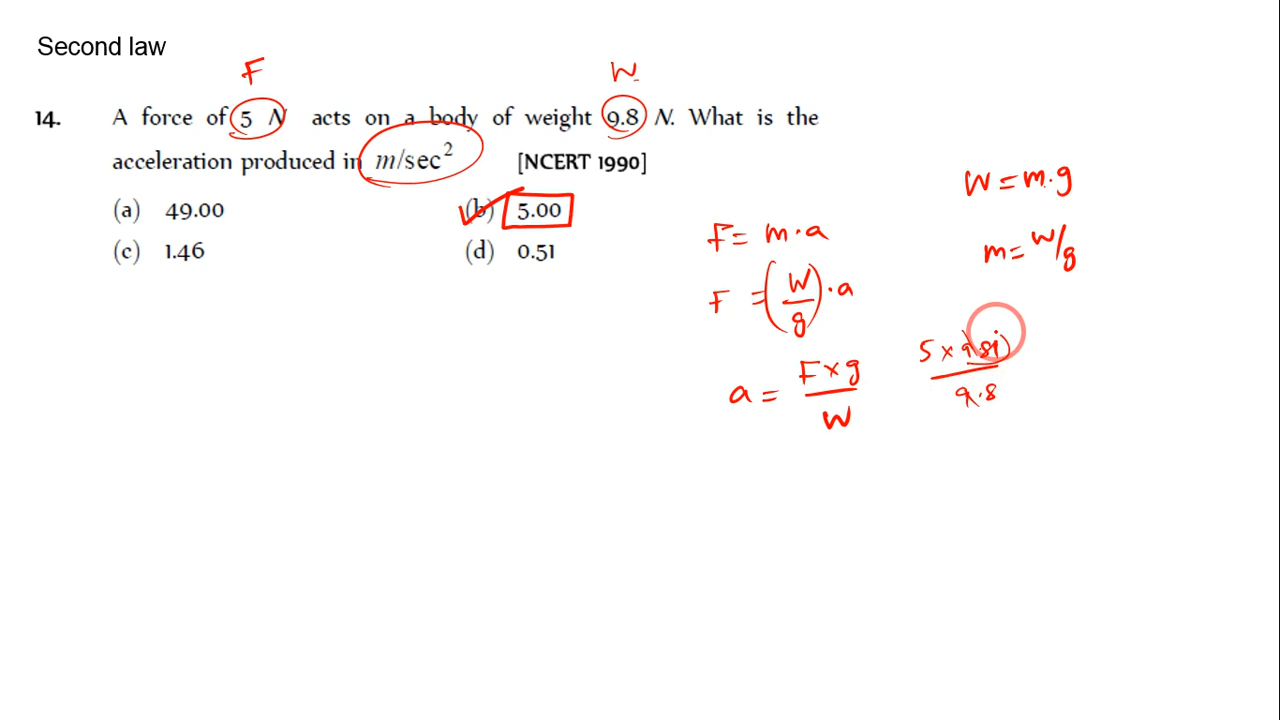 Second law
F W
14. A force of 5 N acts on a body of weight 9.8 N. What is the
acceleration produced in m/sec² [NCERT 1990]
(a) 49.00 (b) 5.00
(c) 1.46 (d) 0.51
W = m.g
m = W/g
F = m.a
F = (W/g).a
a = F×g/W
5×9.81/9.8